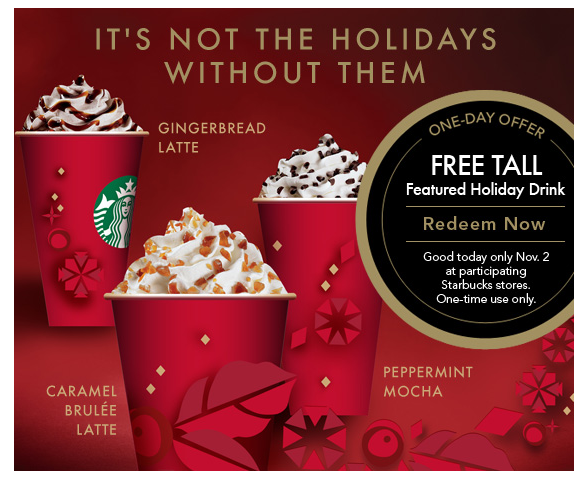 IT'S NOT THE HOLIDAYS
WITHOUT THEM
GINGERBREAD
LATTE
ONE-DAY OFFER
FREE TALL
Featured Holiday Drink
Redeem Now
Good today only Nov. 2
at participating
Starbucks stores.
One-time use only.
PEPPERMINT
MOCHA
CARAMEL
BRULÉE
LATTE